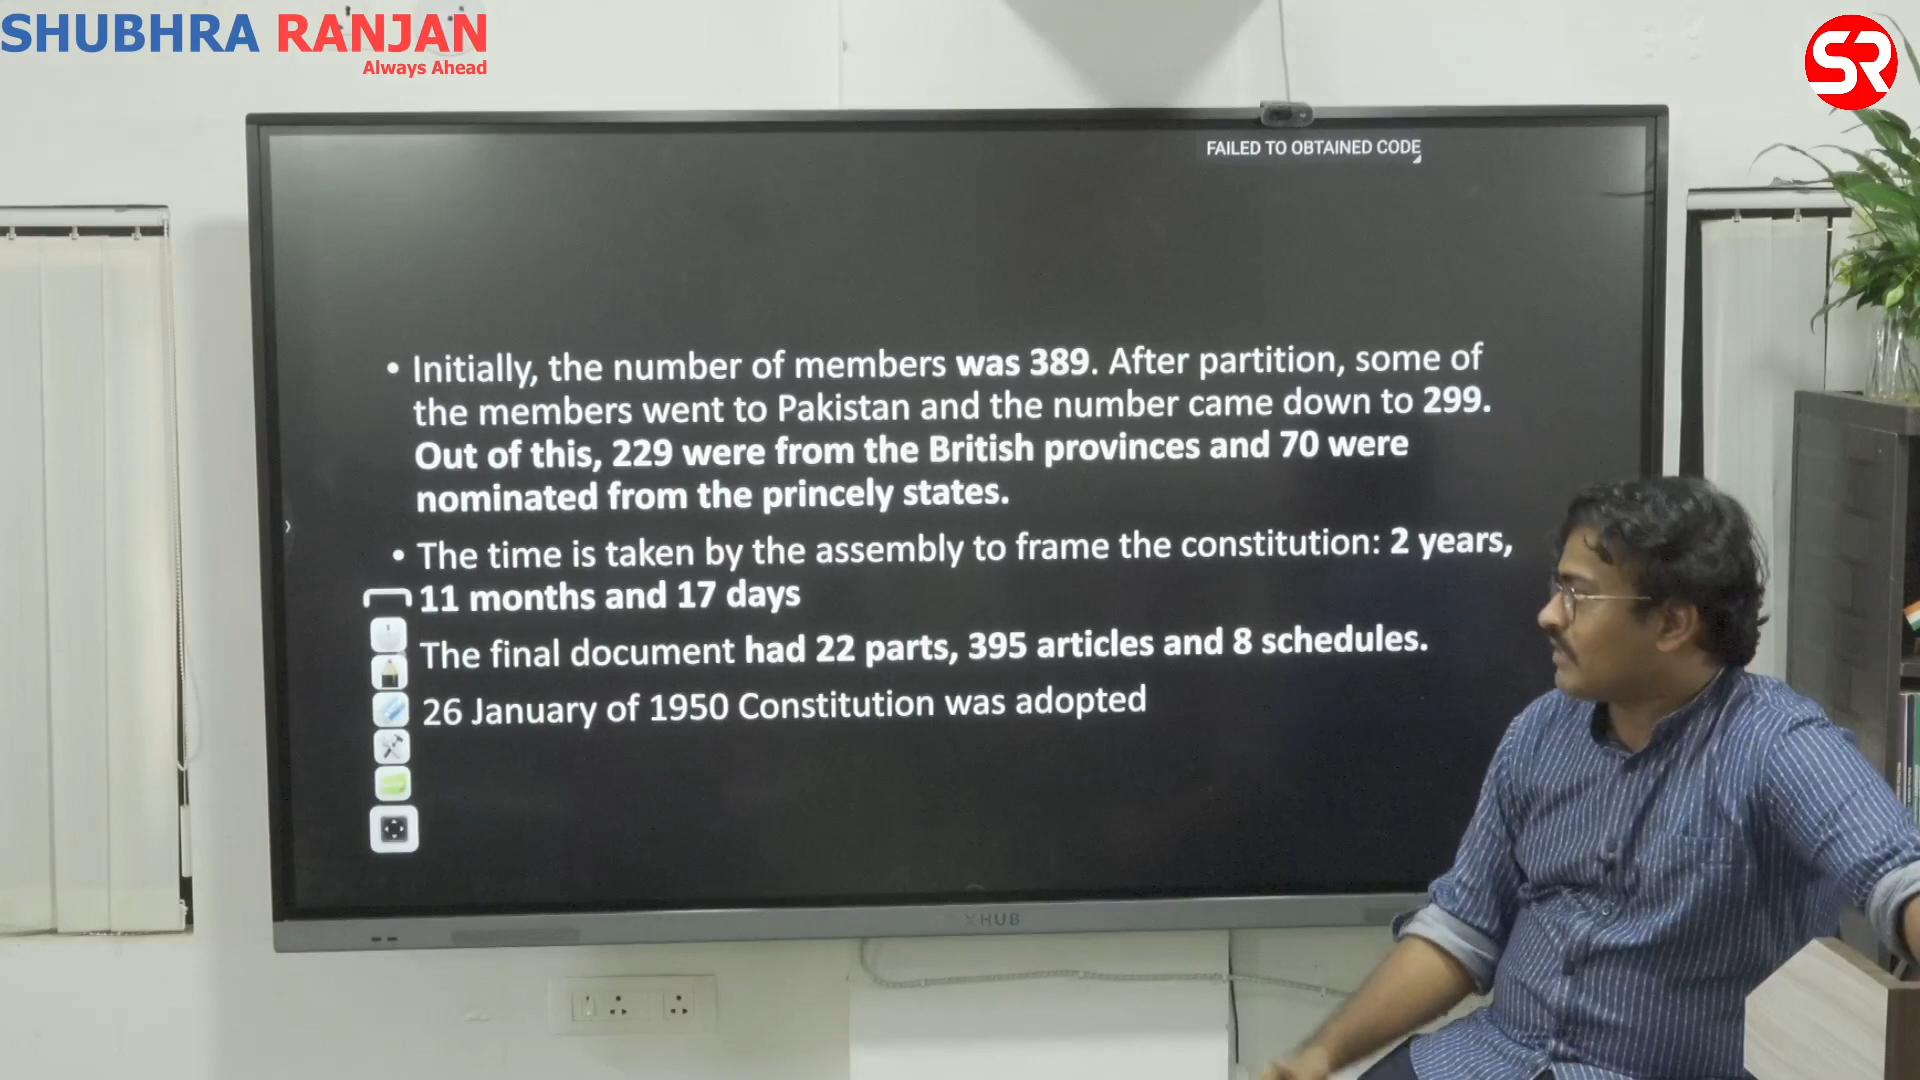 SHUBHRA RANJAN
Always Ahead
SR
FAILED TO OBTAINED CODE
• Initially, the number of members was 389. After partition, some of
the members went to Pakistan and the number came down to 299.
Out of this, 229 were from the British provinces and 70 were
nominated from the princely states.
• The time is taken by the assembly to frame the constitution: 2 years,
11 months and 17 days
The final document had 22 parts, 395 articles and 8 schedules.
26 January of 1950 Constitution was adopted
XHUB